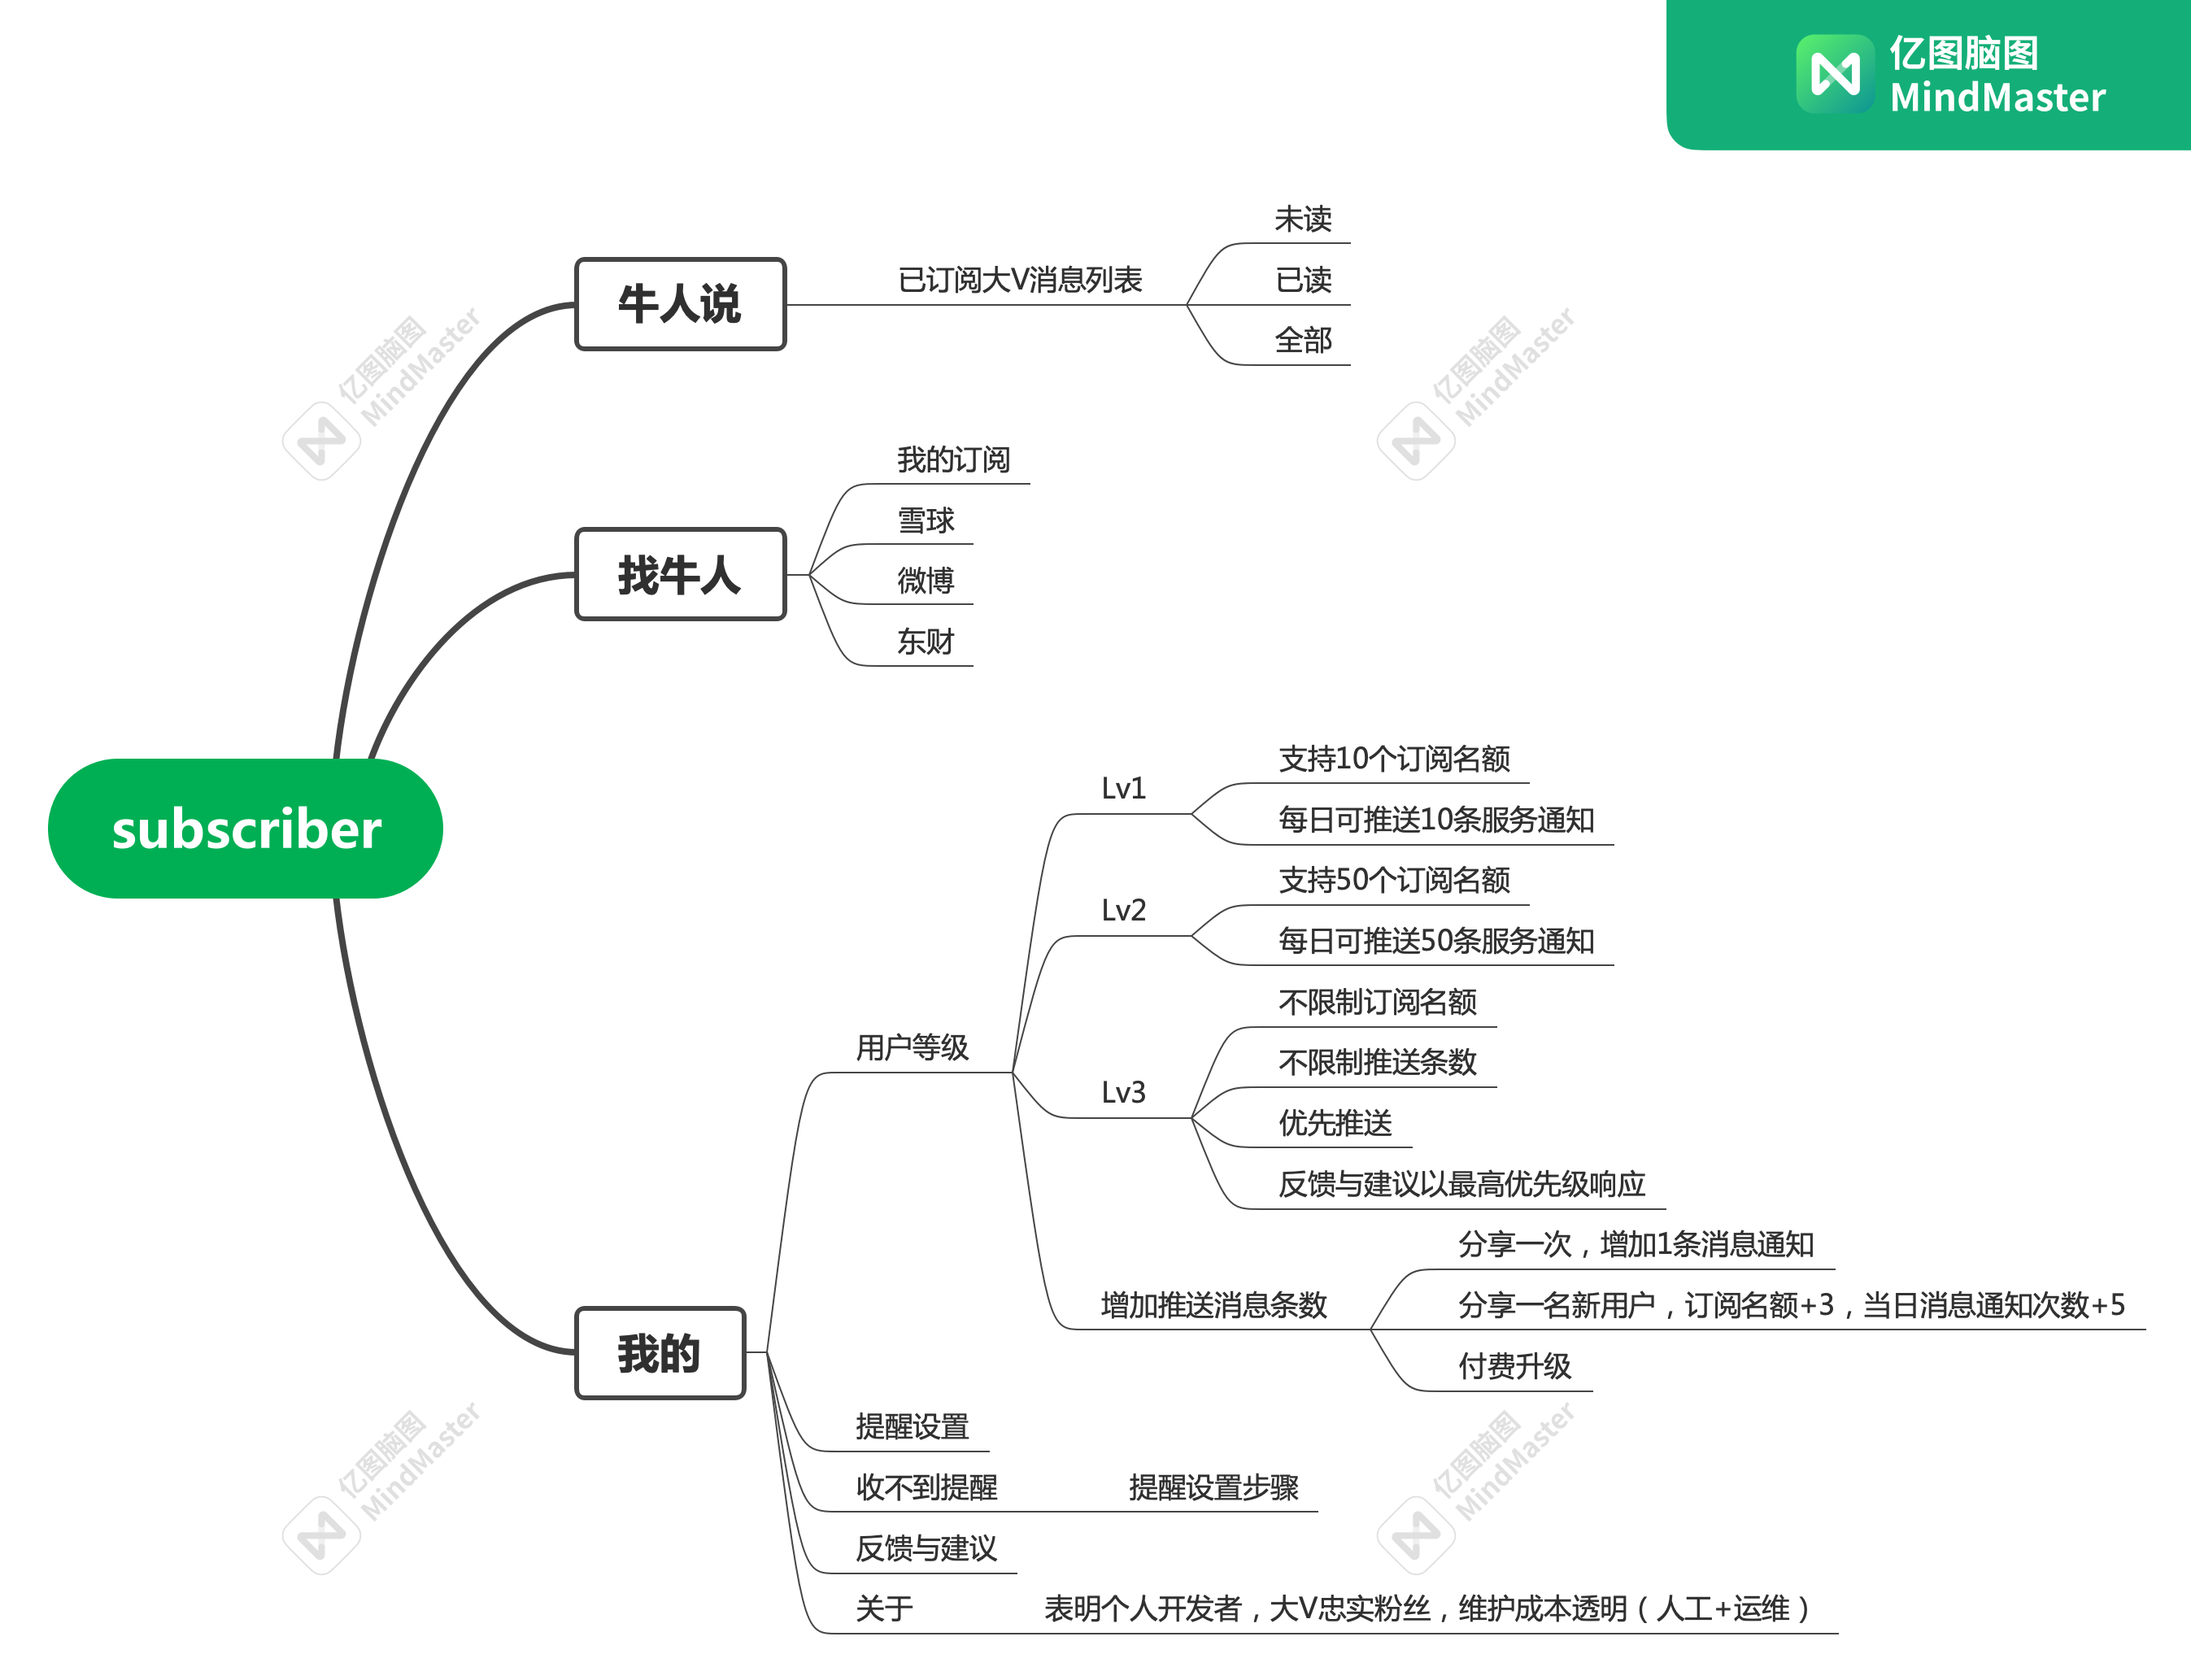 亿图脑图
MindMaster
未读
牛人说
已订阅大V消息列表
已读
全部
亿图脑图
MindMaster
亿图脑图
MindMaster
我的订阅
雪球
找牛人
微博
东财
subscriber
Lv1
支持10个订阅名额
每日可推送10条服务通知
Lv2
支持50个订阅名额
每日可推送50条服务通知
用户等级
Lv3
不限制订阅名额
不限制推送条数
优先推送
反馈与建议以最高优先级响应
增加推送消息条数
分享一次，增加1条消息通知
分享一名新用户，订阅名额+3，当日消息通知次数+5
付费升级
我的
提醒设置
收不到提醒
提醒设置步骤
反馈与建议
关于
表明个人开发者，大V忠实粉丝，维护成本透明（人工+运维）
亿图脑图
MindMaster
亿图脑图
MindMaster